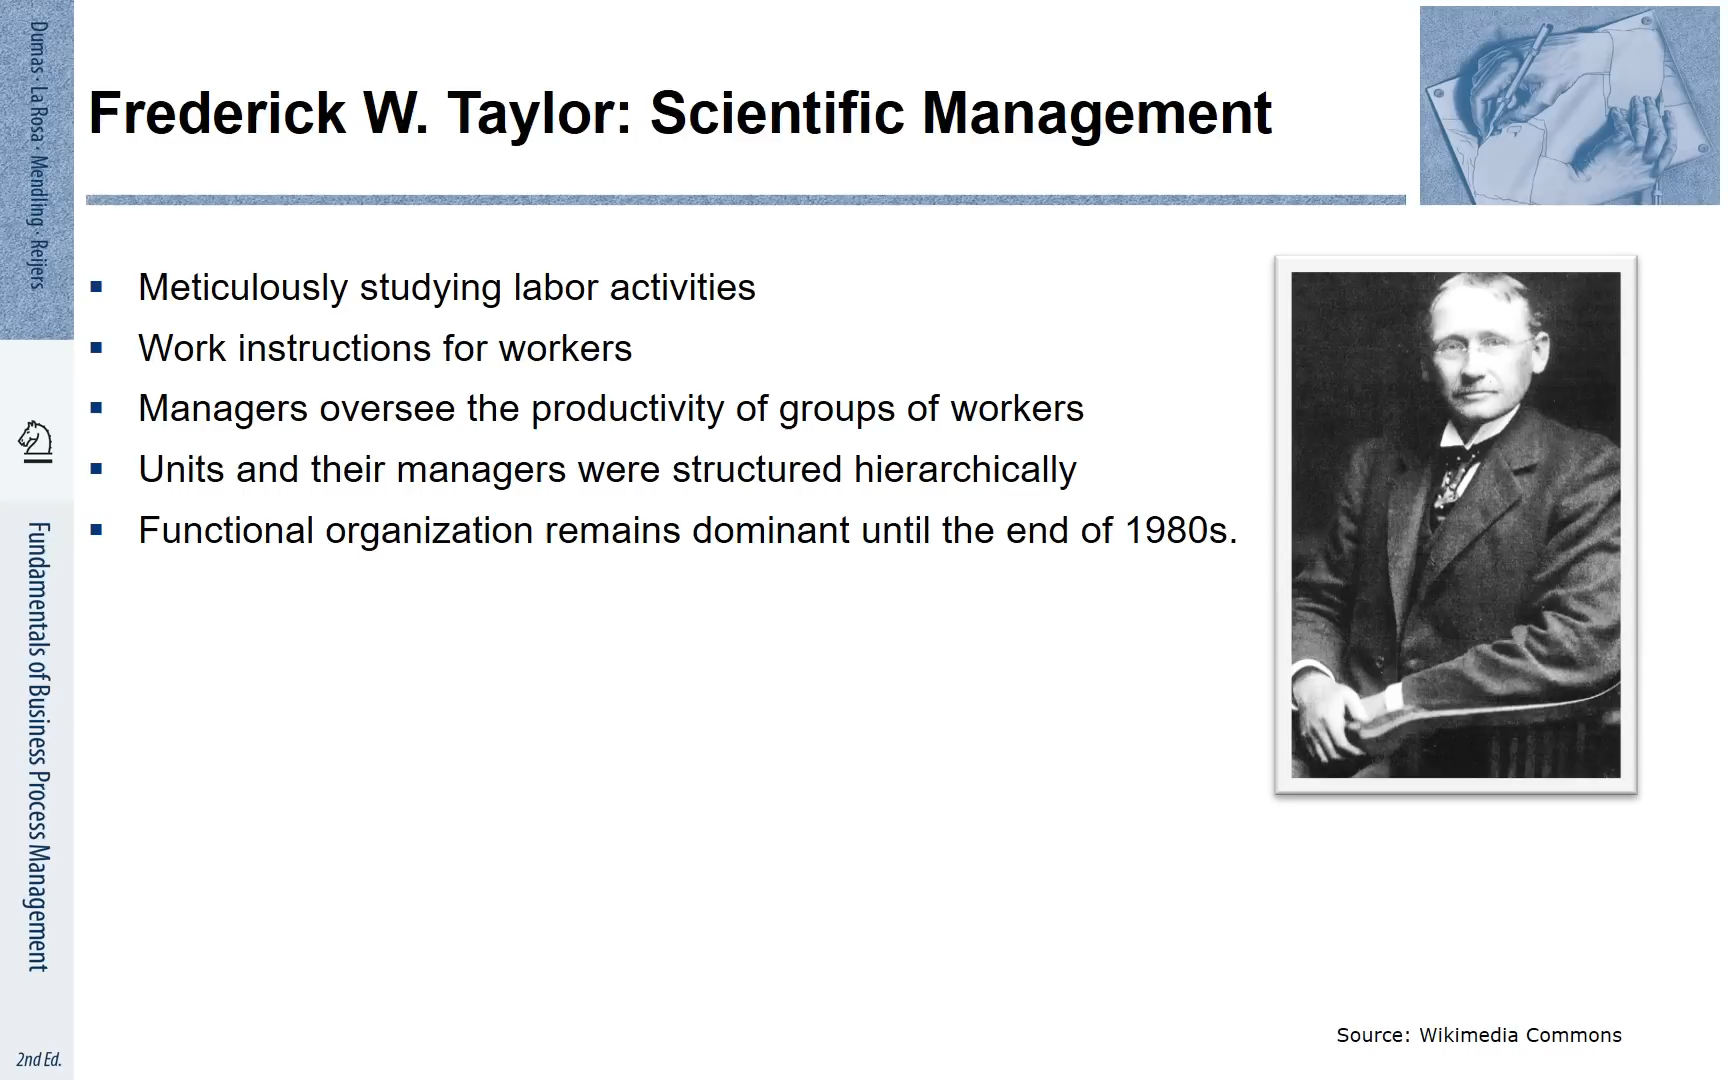 Dumas · La Rosa · Mendling · Reijers
Fundamentals of Business Process Management
2nd Ed.
Frederick W. Taylor: Scientific Management
▪ Meticulously studying labor activities
▪ Work instructions for workers
▪ Managers oversee the productivity of groups of workers
▪ Units and their managers were structured hierarchically
▪ Functional organization remains dominant until the end of 1980s.
Source: Wikimedia Commons